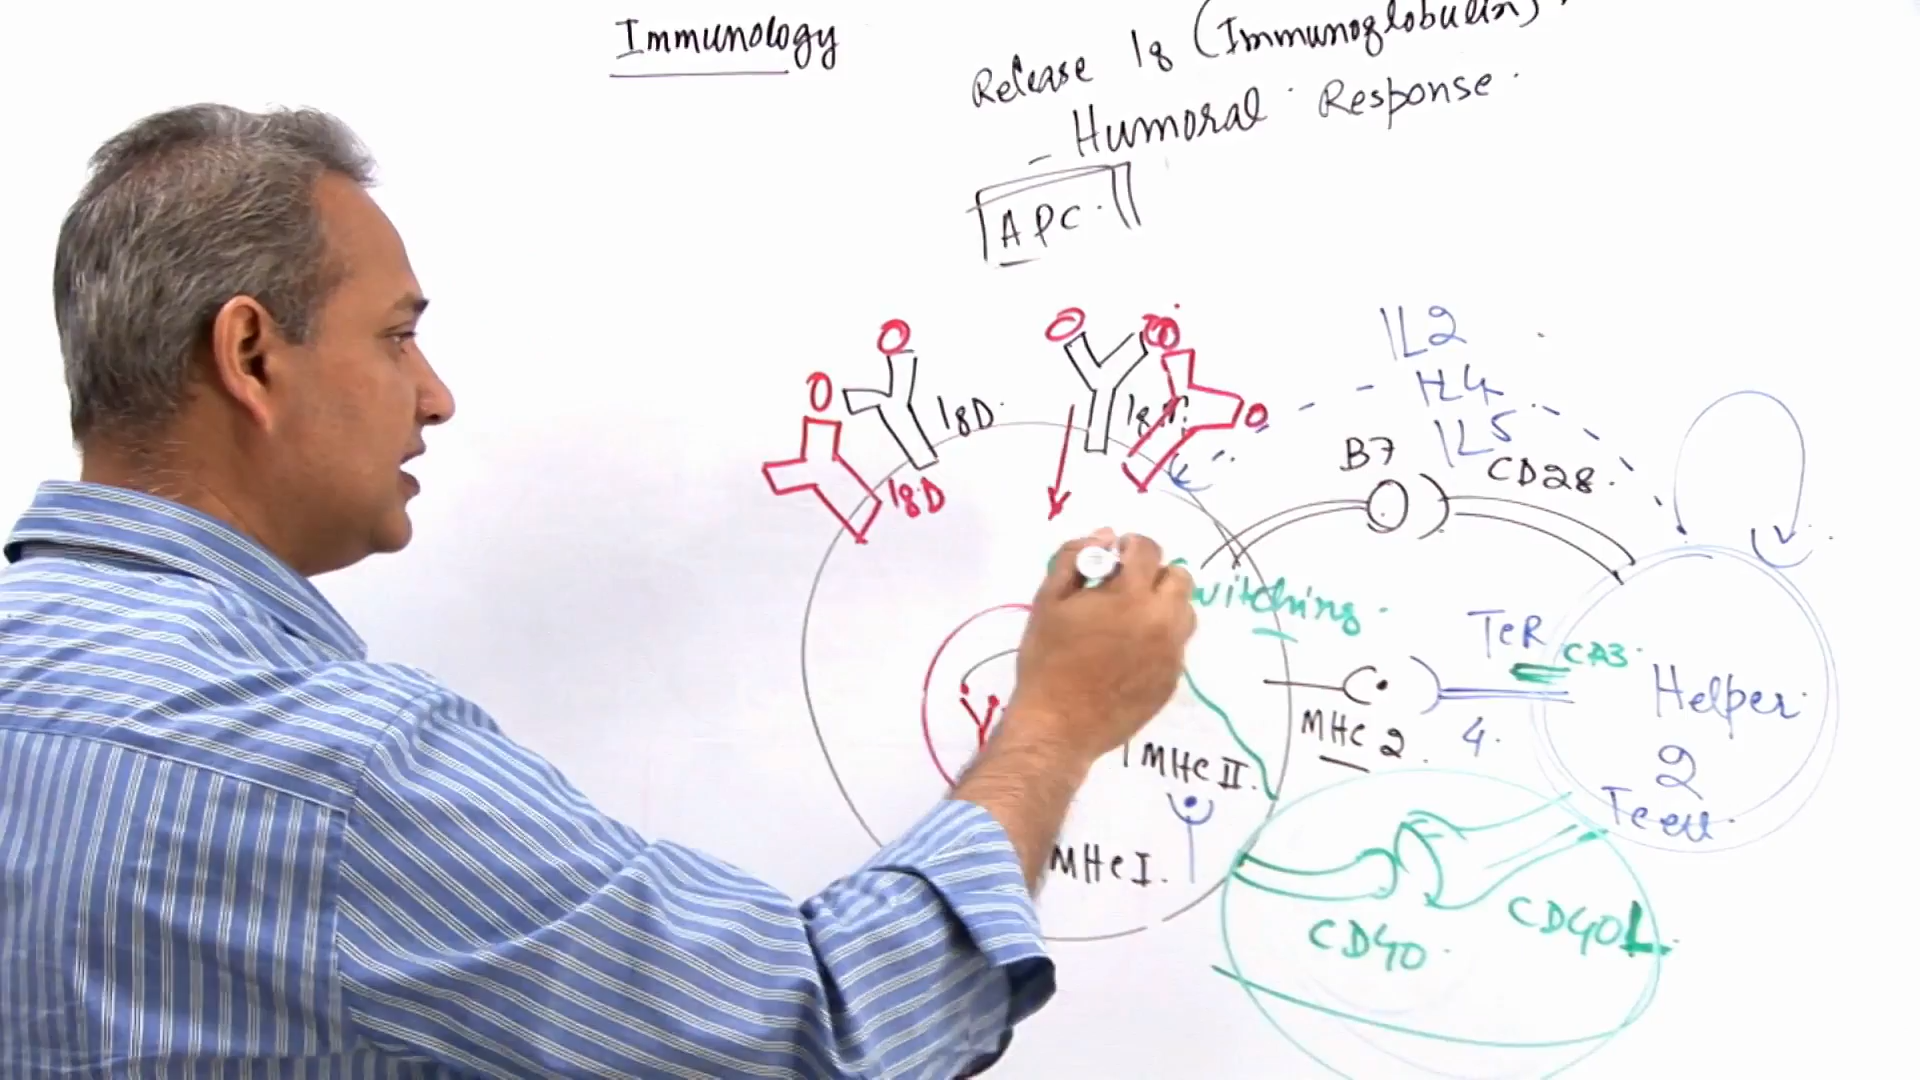 Immunology
Release Ig (Immunoglobulin).
- Humoral Response.
APC.
IL2
IL4
IL5
B7
CD28.
IgD.
IgD
Switching.
TcR
CD3.
MHC 2.
4.
Helper
2
T cell.
MHC II.
MHC I.
CD40.
CD40L.